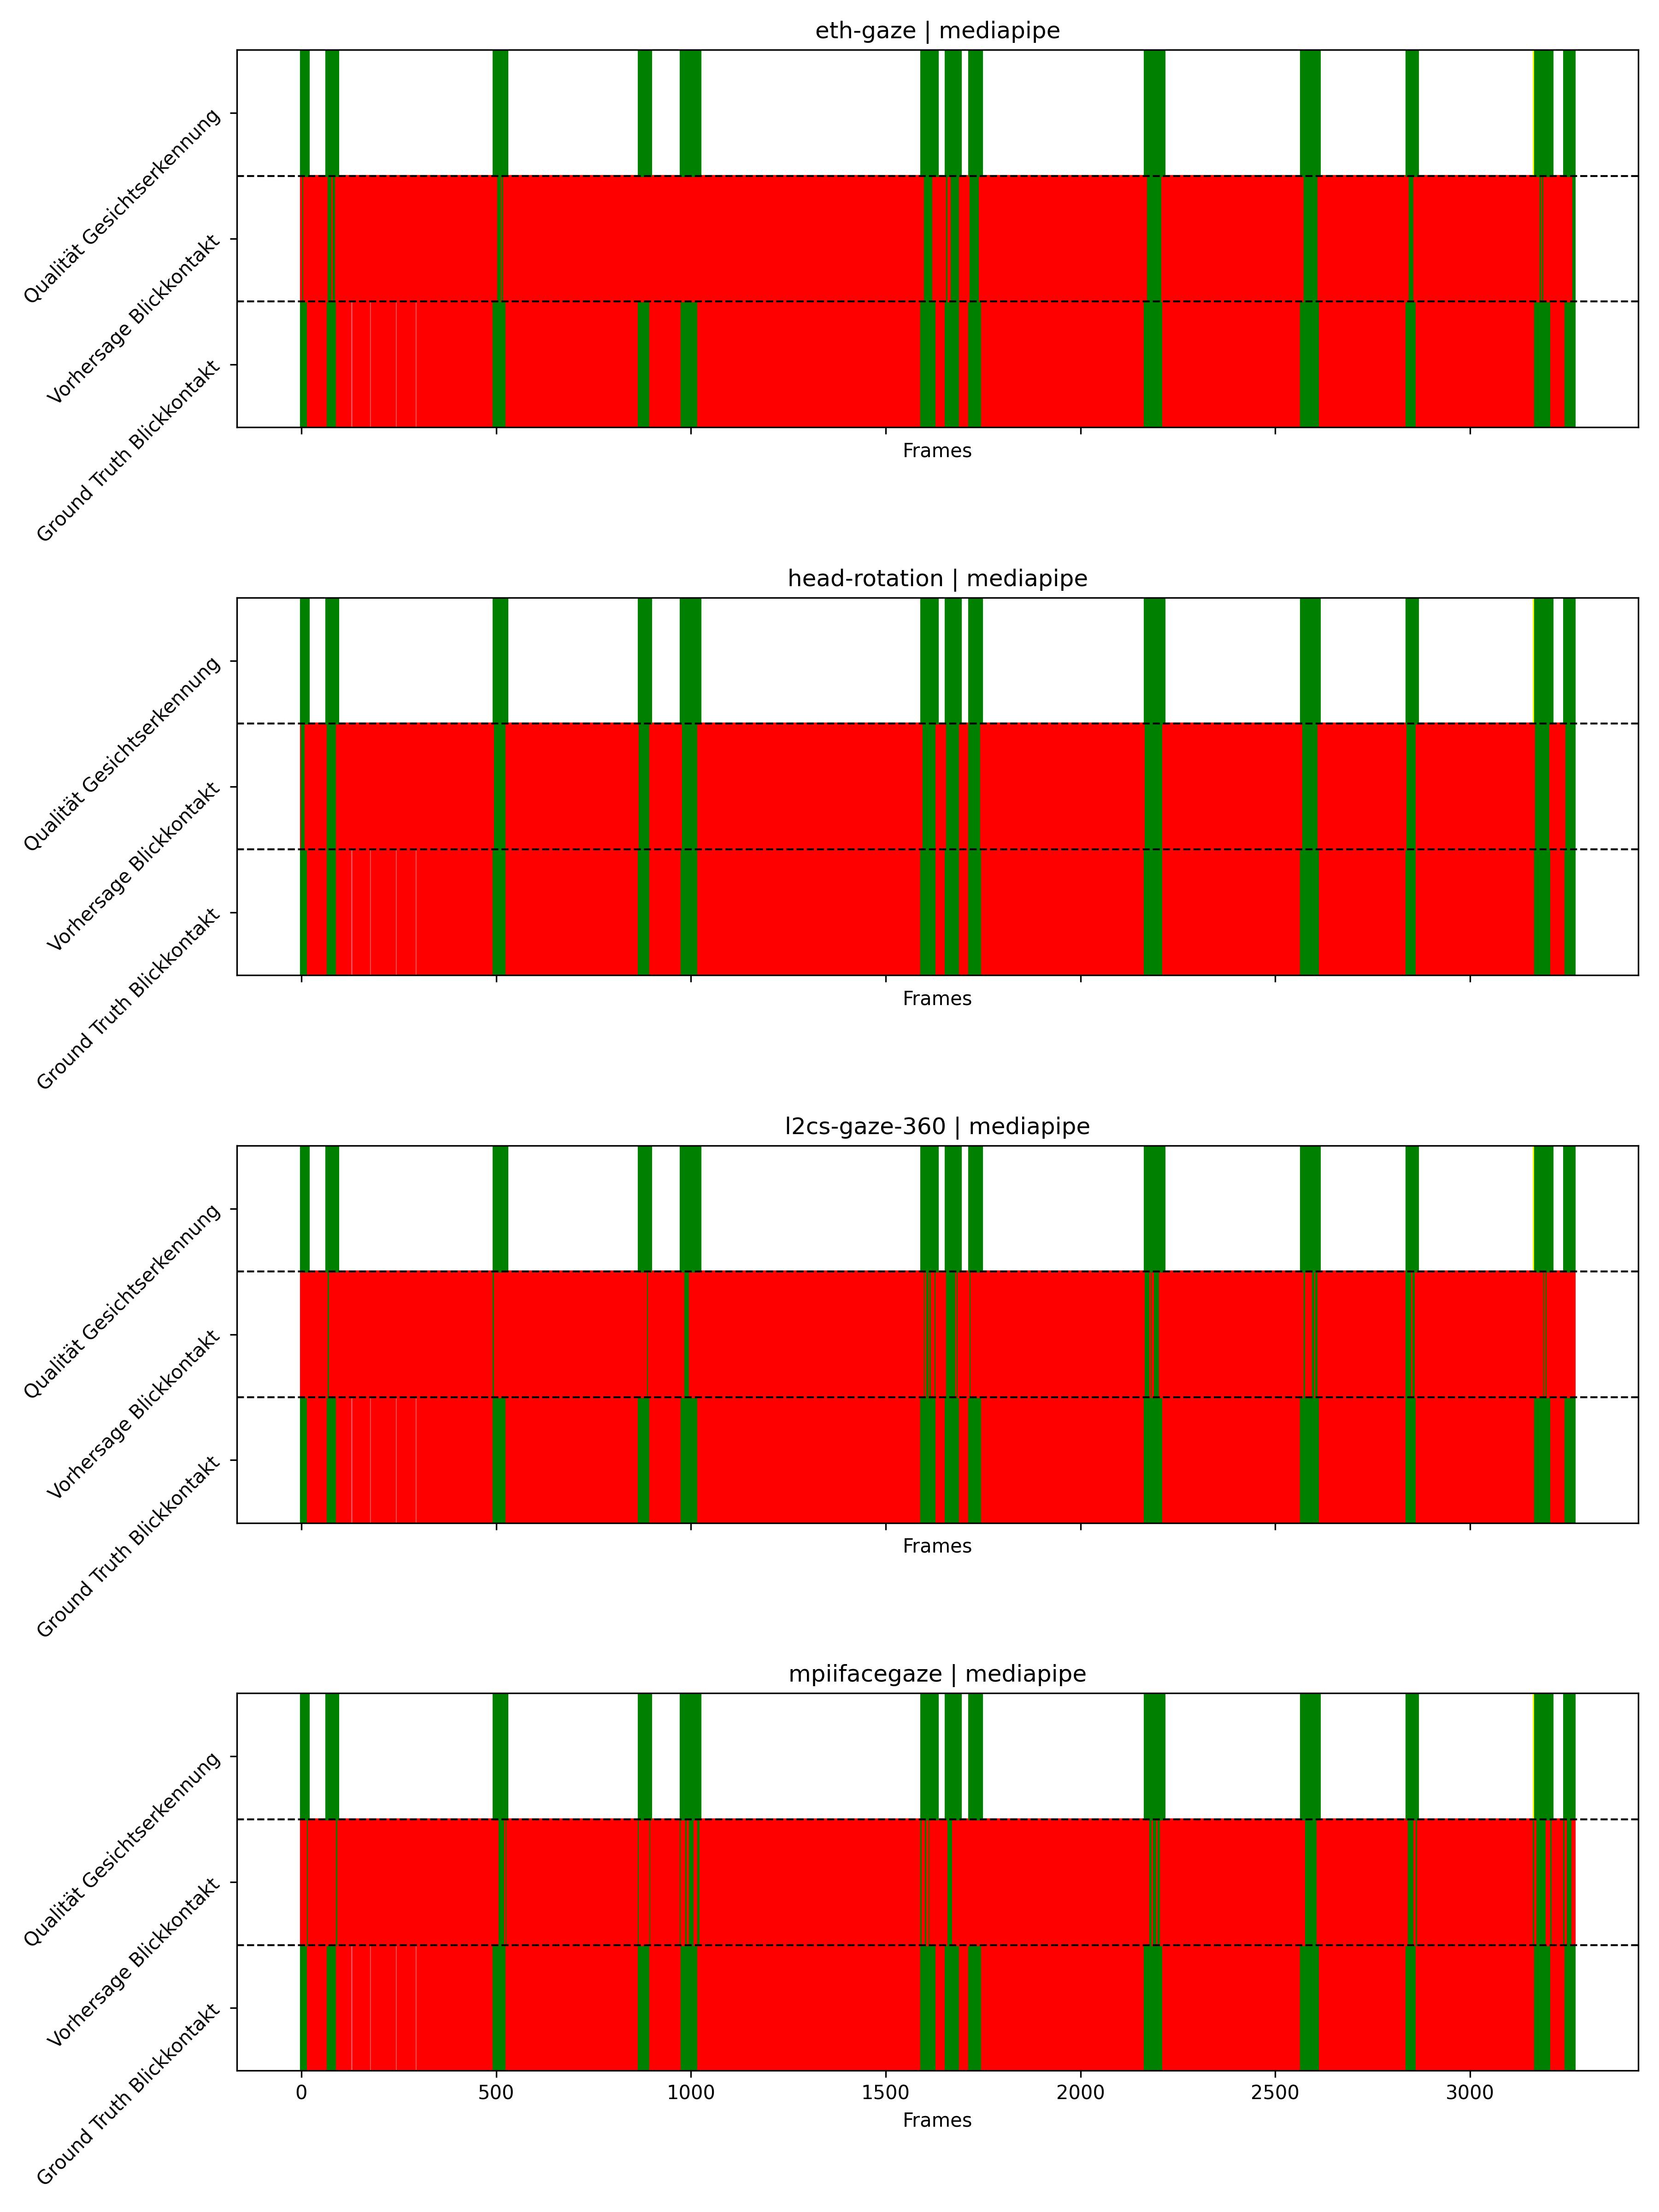 eth-gaze | mediapipe
Qualität Gesichtserkennung
Vorhersage Blickkontakt
Ground Truth Blickkontakt
Frames
head-rotation | mediapipe
Qualität Gesichtserkennung
Vorhersage Blickkontakt
Ground Truth Blickkontakt
Frames
l2cs-gaze-360 | mediapipe
Qualität Gesichtserkennung
Vorhersage Blickkontakt
Ground Truth Blickkontakt
Frames
mpiifacegaze | mediapipe
Qualität Gesichtserkennung
Vorhersage Blickkontakt
Ground Truth Blickkontakt
0 500 1000 1500 2000 2500 3000
Frames